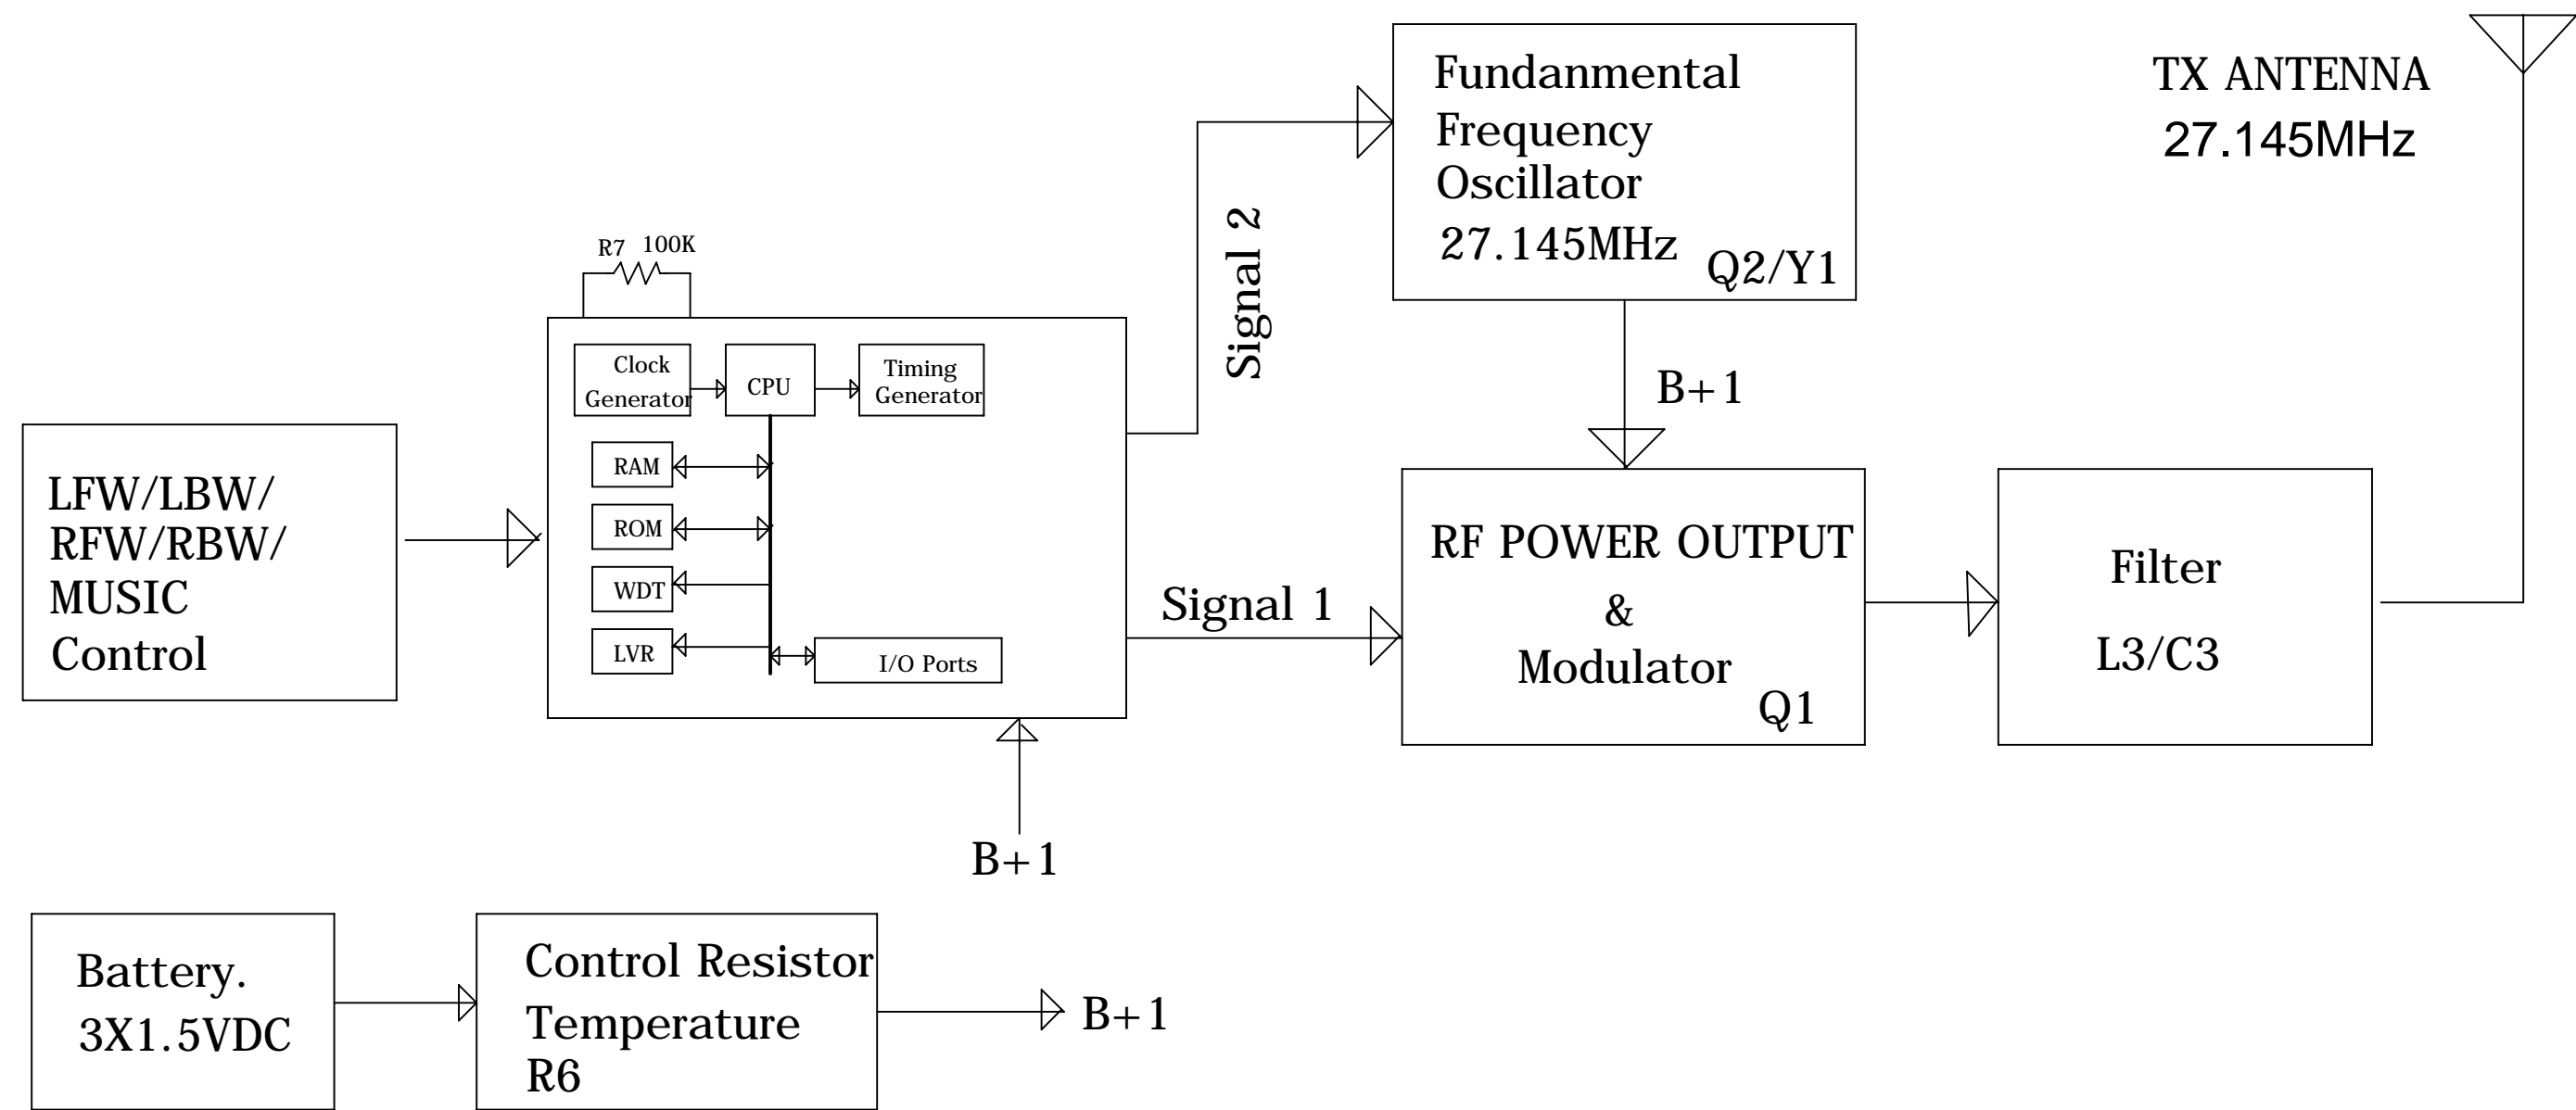 Fundanmental
Frequency
Oscillator
27.145MHz
Q2/Y1
TX ANTENNA
27.145MHz
Signal 2
R7 100K
Clock
Generator
CPU
Timing
Generator
RAM
ROM
WDT
LVR
I/O Ports
LFW/LBW/
RFW/RBW/
MUSIC
Control
B+1
Signal 1
RF POWER OUTPUT
&
Modulator
Q1
Filter
L3/C3
B+1
Battery.
3X1.5VDC
Control Resistor
Temperature
R6
B+1